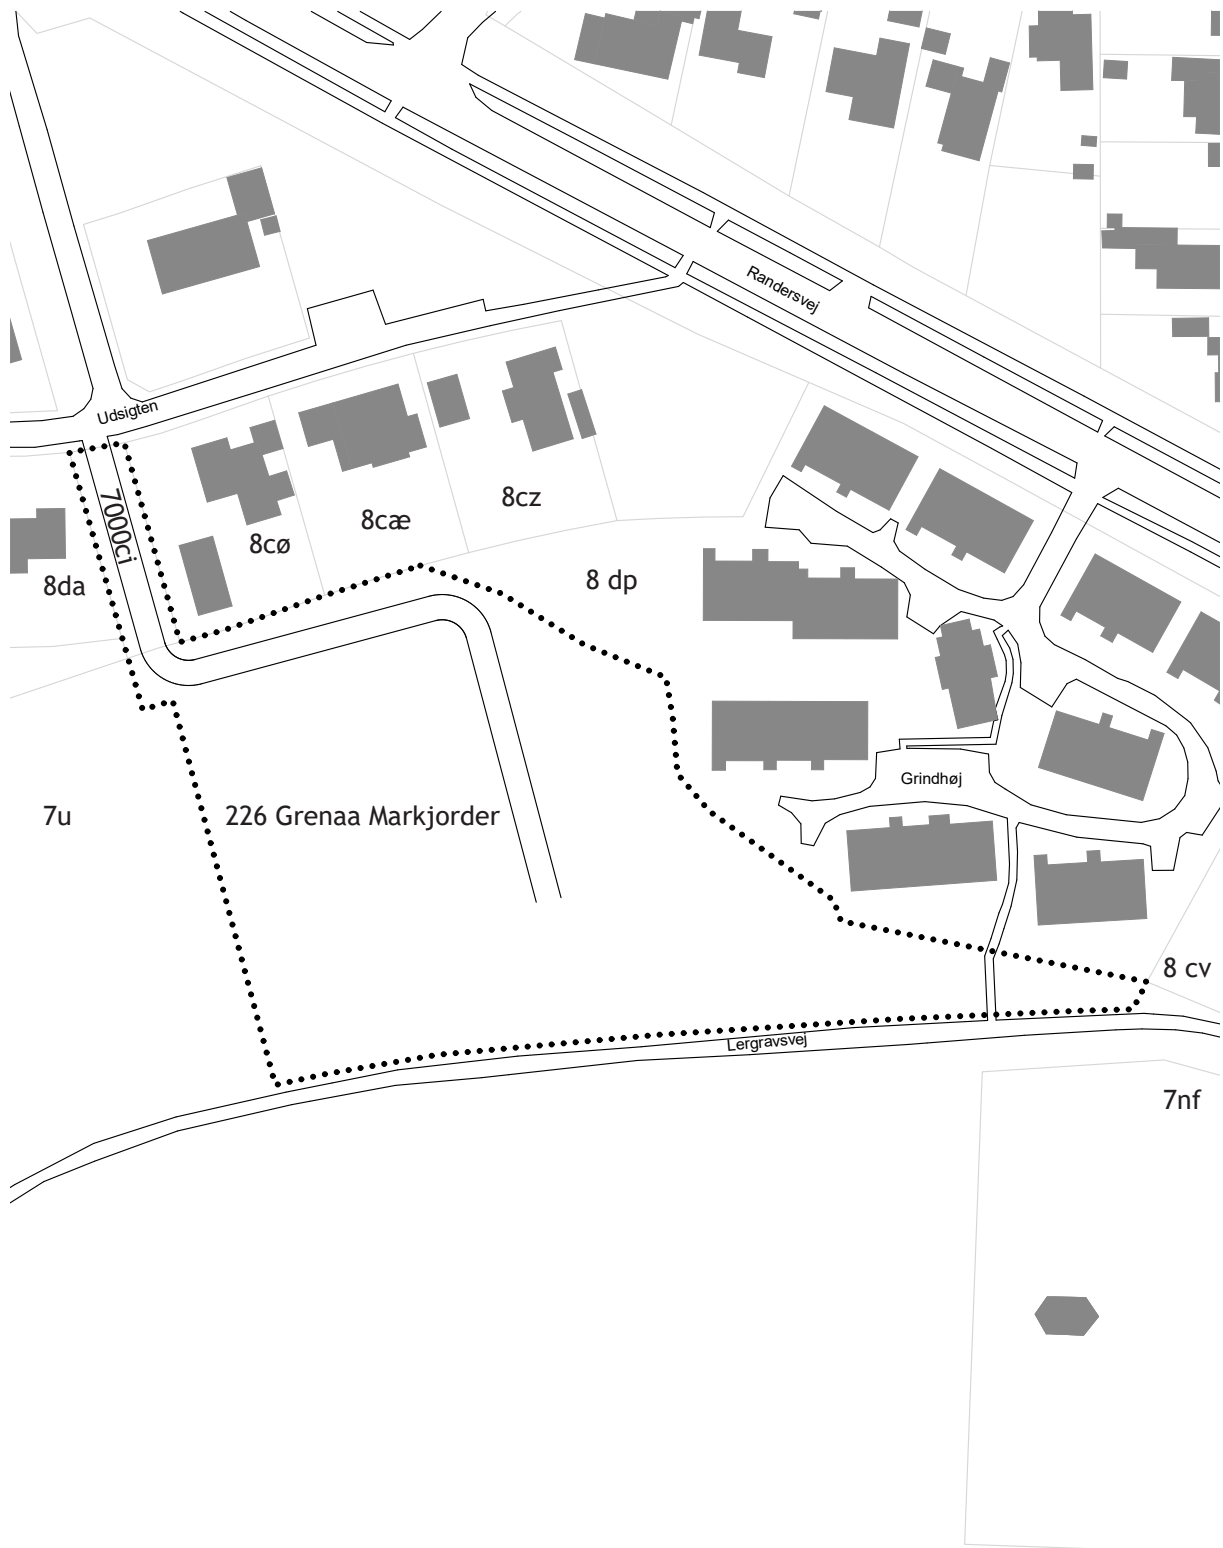 Randersvej
Udsigten
7000ci
8cz
8cæ
8cø
8da
8 dp
Grindhøj
7u
226 Grenaa Markjorder
8 cv
Lergravsvej
7nf